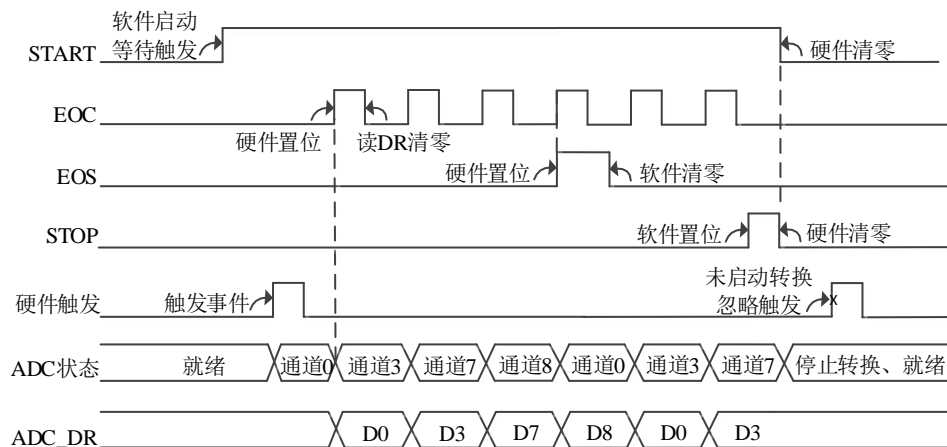 软件启动
等待触发
START
硬件清零
EOC
硬件置位
读DR清零
EOS
硬件置位
软件清零
STOP
软件置位
硬件清零
硬件触发
触发事件
未启动转换
忽略触发
x
ADC状态
就绪
通道0
通道3
通道7
通道8
通道0
通道3
通道7
停止转换、就绪
ADC_DR
D0
D3
D7
D8
D0
D3